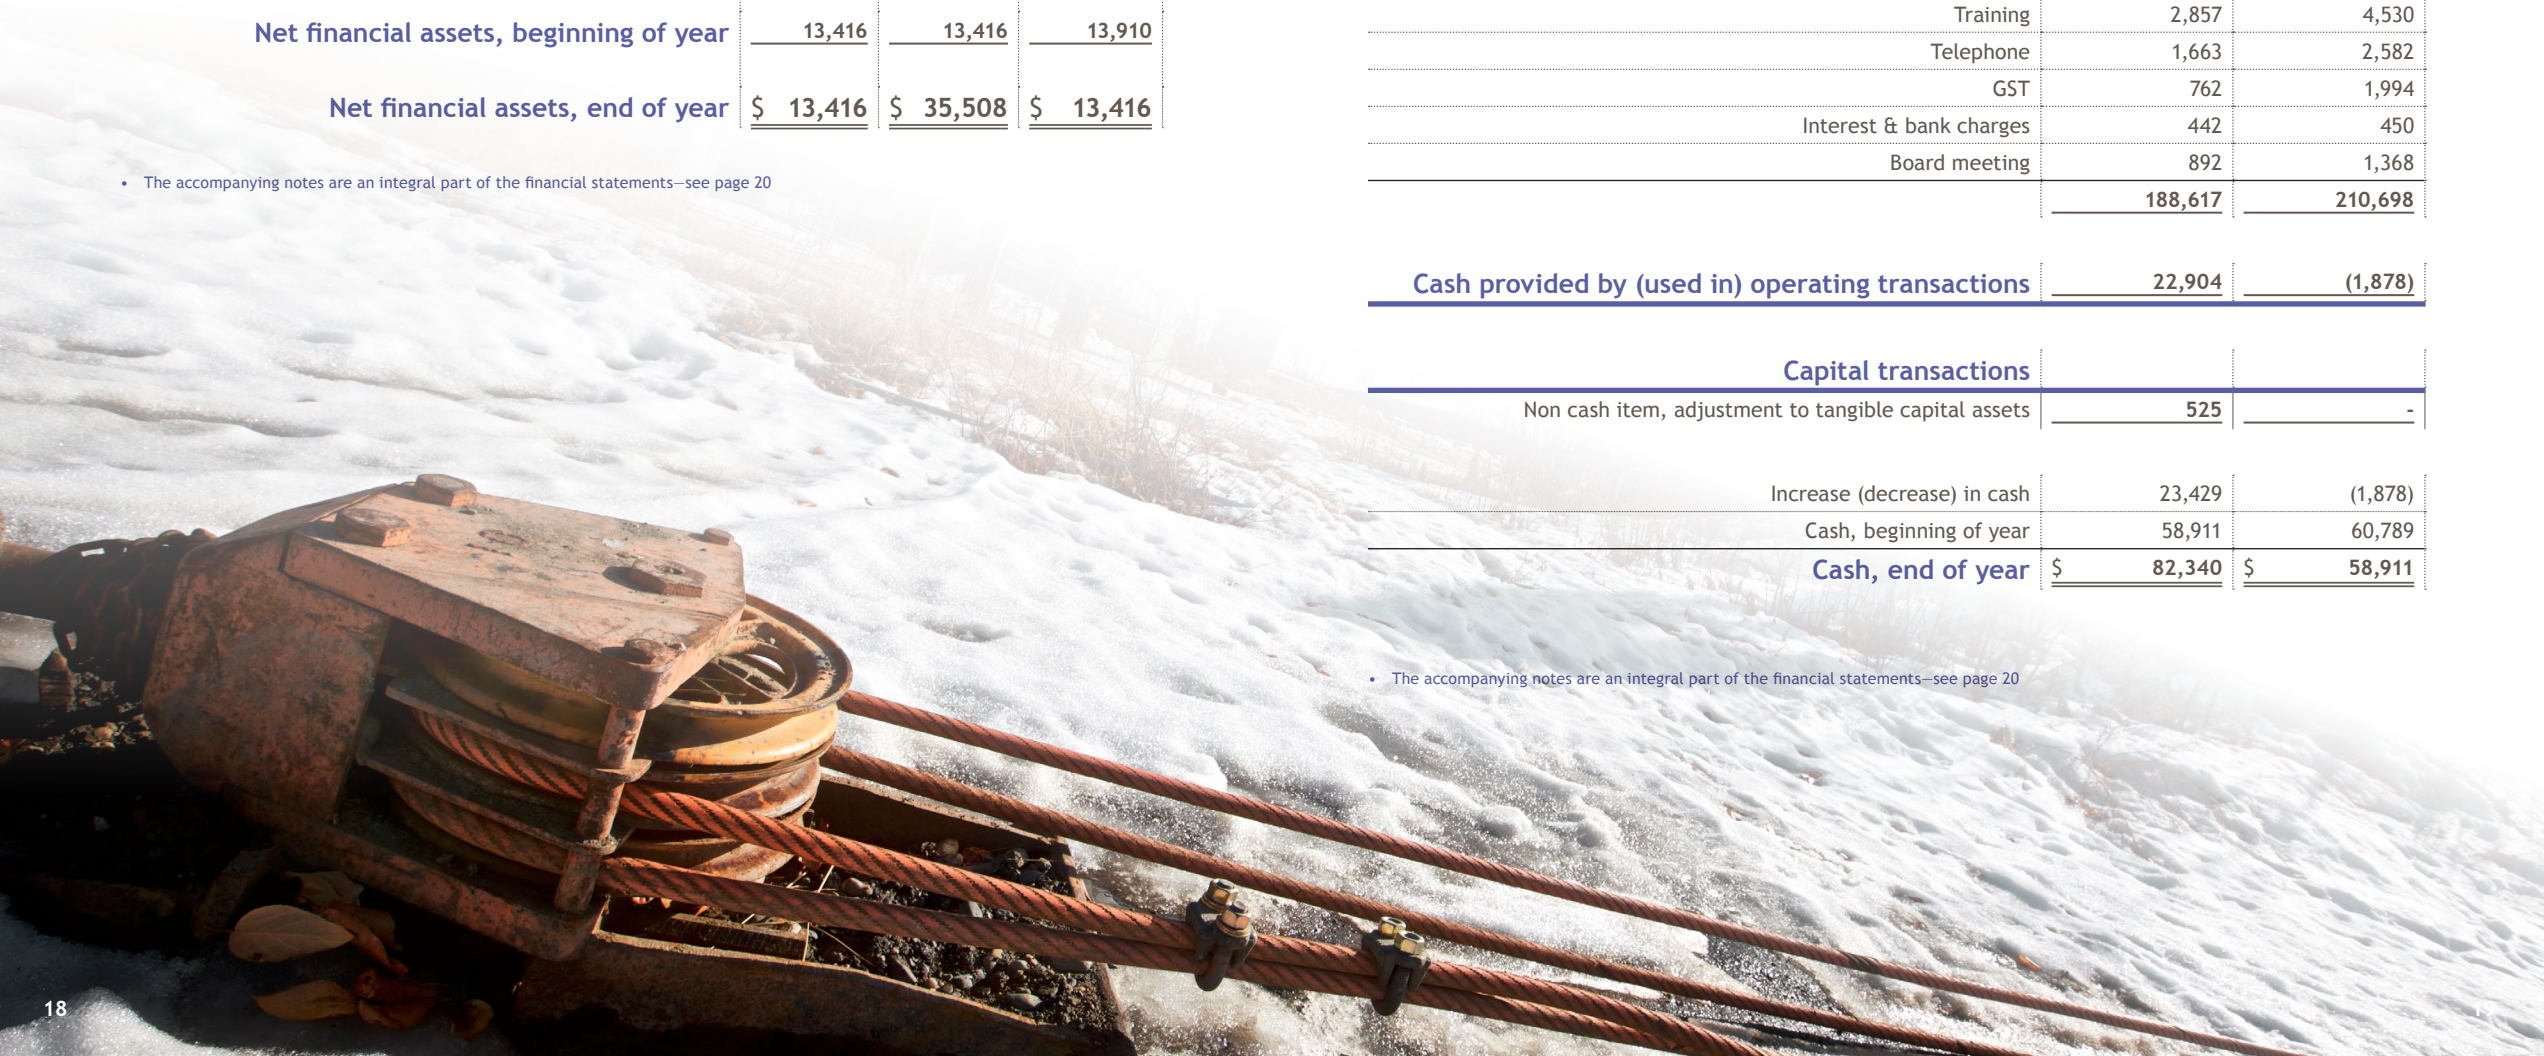 Net financial assets, beginning of year 13,416 13,416 13,910
Net financial assets, end of year $ 13,416 $ 35,508 $ 13,416
• The accompanying notes are an integral part of the financial statements—see page 20
18
Training 2,857 4,530
Telephone 1,663 2,582
GST 762 1,994
Interest & bank charges 442 450
Board meeting 892 1,368
188,617 210,698
Cash provided by (used in) operating transactions 22,904 (1,878)
Capital transactions
Non cash item, adjustment to tangible capital assets 525 -
Increase (decrease) in cash 23,429 (1,878)
Cash, beginning of year 58,911 60,789
Cash, end of year $ 82,340 $ 58,911
• The accompanying notes are an integral part of the financial statements—see page 20